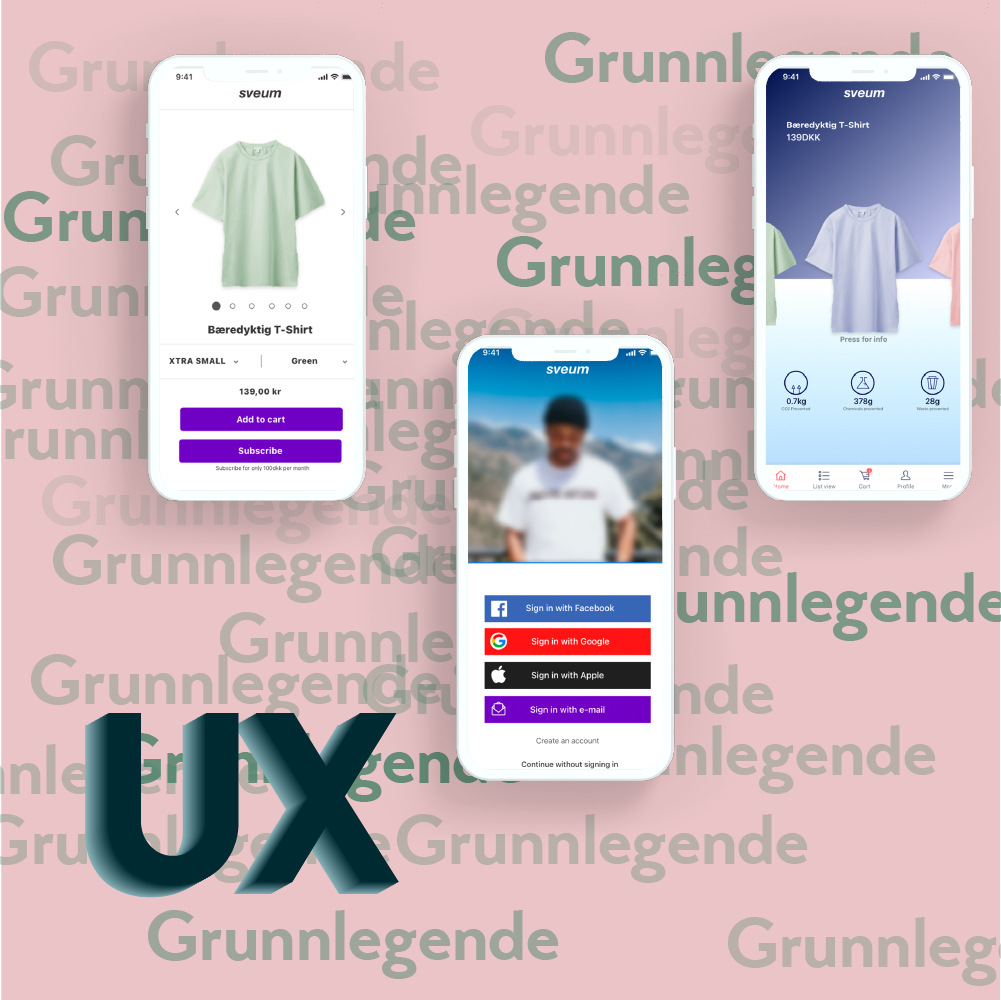 Grunnlegende
Grunnlegende
Grunnlegende
Grunnlegende
Grunnlegende
Grunnlegende
Grunnlegende
Grunnlegende
Grunnlegende
Grunnlegende
Grunnlegende
9:41
sveum
Bæredyktig T-Shirt
XTRA SMALL
Green
139,00 kr
Add to cart
Subscribe
Subscribe for only 100dkk per month
9:41
sveum
Bæredyktig T-Shirt
139DKK
Press for info
0.7kg
378g
28g
CO2 Prevented
Chemicals prevented
Waste prevented
Home
List view
Cart
Profile
9:41
sveum
Sign in with Facebook
Sign in with Google
Sign in with Apple
Sign in with e-mail
Create an account
Continue without signing in
UX
Grunnlegende
Grunnlegende
Grunnlegende
Grunnlegende